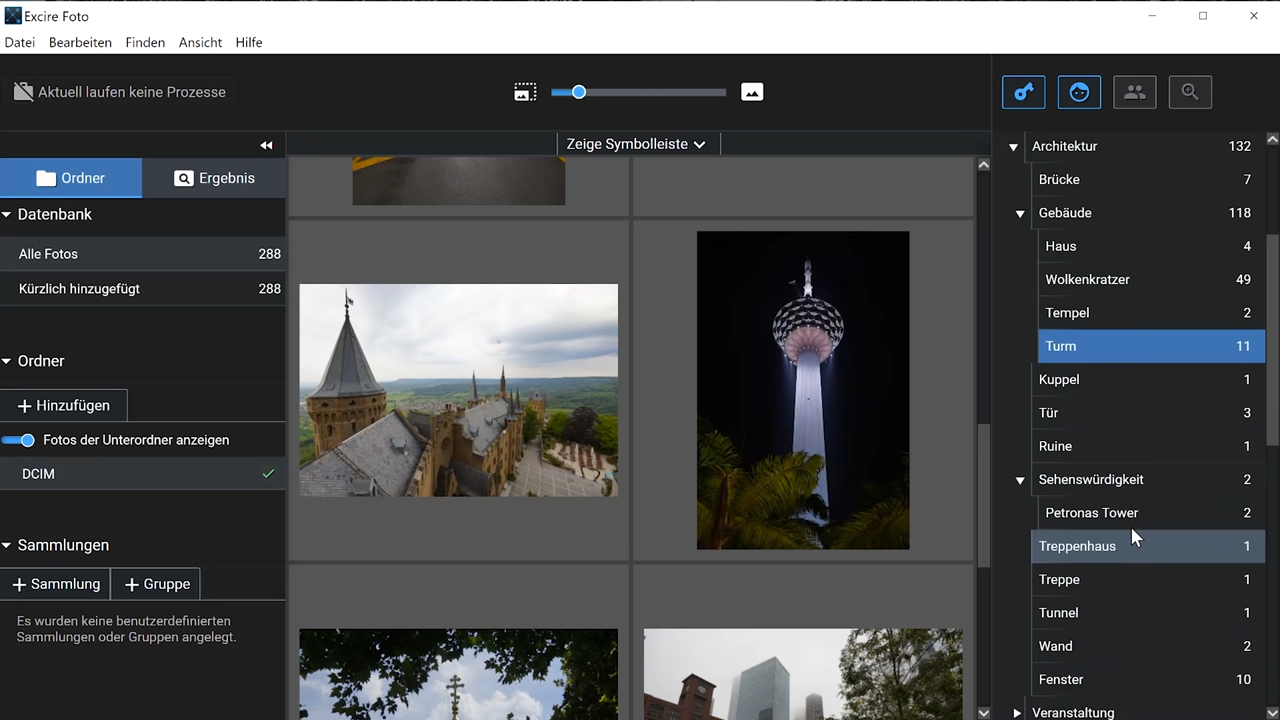 Excire Foto
Datei Bearbeiten Finden Ansicht Hilfe
Aktuell laufen keine Prozesse
Zeige Symbolleiste
Ordner Ergebnis
Datenbank
Alle Fotos 288
Kürzlich hinzugefügt 288
Ordner
+ Hinzufügen
Fotos der Unterordner anzeigen
DCIM
Sammlungen
+ Sammlung + Gruppe
Es wurden keine benutzerdefinierten
Sammlungen oder Gruppen angelegt.
Architektur 132
Brücke 7
Gebäude 118
Haus 4
Wolkenkratzer 49
Tempel 2
Turm 11
Kuppel 1
Tür 3
Ruine 1
Sehenswürdigkeit 2
Petronas Tower 2
Treppenhaus 1
Treppe 1
Tunnel 1
Wand 2
Fenster 10
Veranstaltung